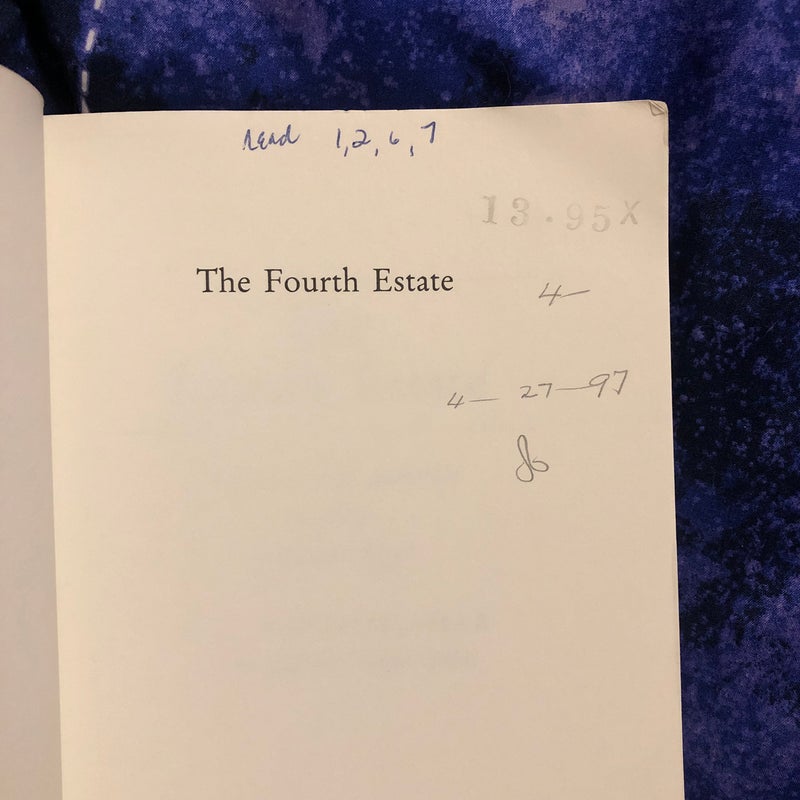 Read 1, 2, 6, 7
13.95X
The Fourth Estate
4—
4— 27—97